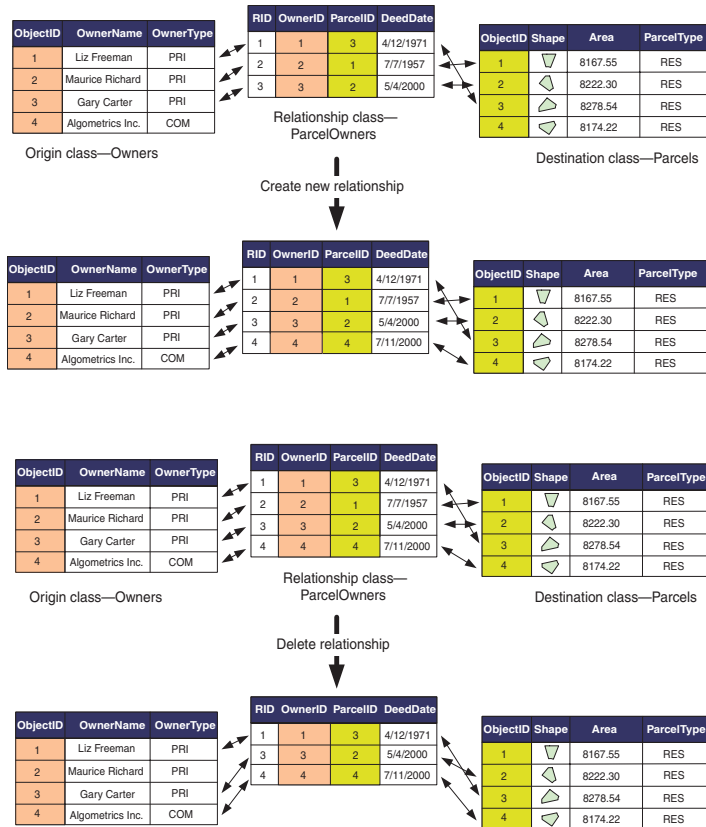 ObjectID OwnerName OwnerType
1 Liz Freeman PRI
2 Maurice Richard PRI
3 Gary Carter PRI
4 Algometrics Inc. COM
Origin class—Owners
RID OwnerID ParcelID DeedDate
1 1 3 4/12/1971
2 2 1 7/7/1957
3 3 2 5/4/2000
Relationship class—
ParcelOwners
ObjectID Shape Area ParcelType
1 8167.55 RES
2 8222.30 RES
3 8278.54 RES
4 8174.22 RES
Destination class—Parcels
Create new relationship
ObjectID OwnerName OwnerType
1 Liz Freeman PRI
2 Maurice Richard PRI
3 Gary Carter PRI
4 Algometrics Inc. COM
RID OwnerID ParcelID DeedDate
1 1 3 4/12/1971
2 2 1 7/7/1957
3 3 2 5/4/2000
4 4 4 7/11/2000
ObjectID Shape Area ParcelType
1 8167.55 RES
2 8222.30 RES
3 8278.54 RES
4 8174.22 RES
ObjectID OwnerName OwnerType
1 Liz Freeman PRI
2 Maurice Richard PRI
3 Gary Carter PRI
4 Algometrics Inc. COM
Origin class—Owners
RID OwnerID ParcelID DeedDate
1 1 3 4/12/1971
2 2 1 7/7/1957
3 3 2 5/4/2000
4 4 4 7/11/2000
Relationship class—
ParcelOwners
ObjectID Shape Area ParcelType
1 8167.55 RES
2 8222.30 RES
3 8278.54 RES
4 8174.22 RES
Destination class—Parcels
Delete relationship
ObjectID OwnerName OwnerType
1 Liz Freeman PRI
2 Maurice Richard PRI
3 Gary Carter PRI
4 Algometrics Inc. COM
RID OwnerID ParcelID DeedDate
1 1 3 4/12/1971
3 3 2 5/4/2000
4 4 4 7/11/2000
ObjectID Shape Area ParcelType
1 8167.55 RES
2 8222.30 RES
3 8278.54 RES
4 8174.22 RES